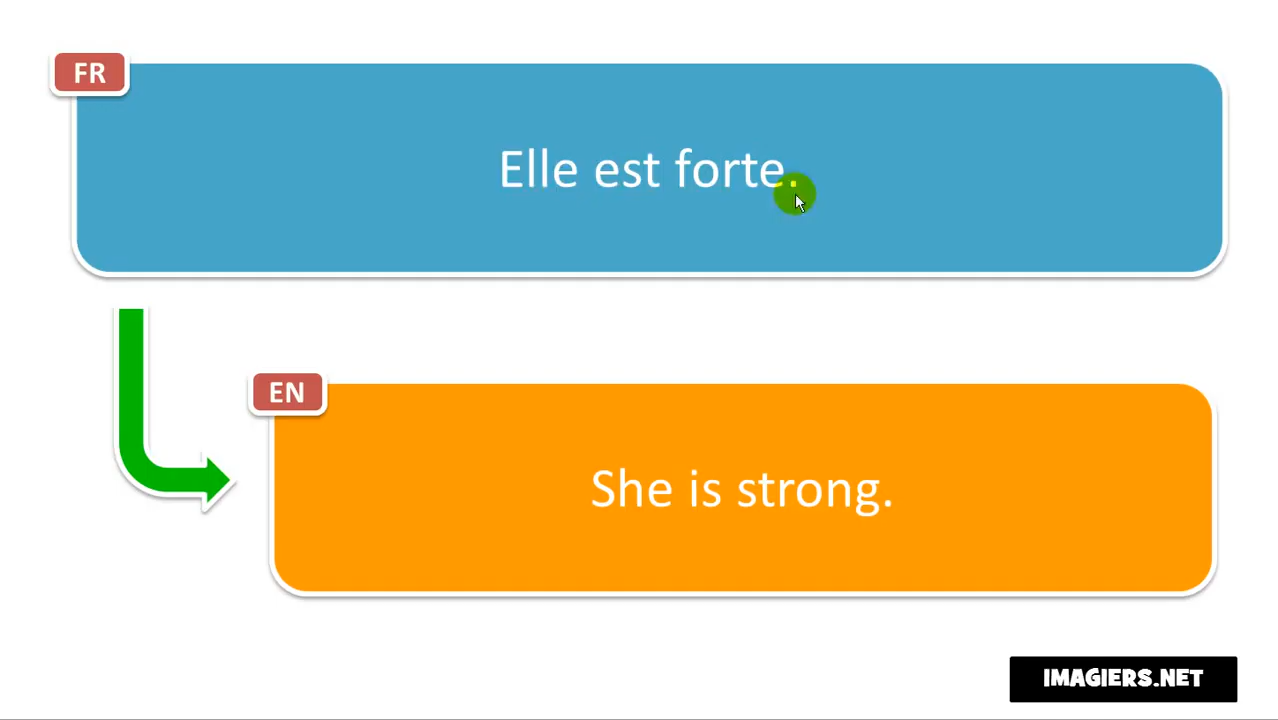 FR
Elle est forte.
EN
She is strong.
IMAGIERS.NET